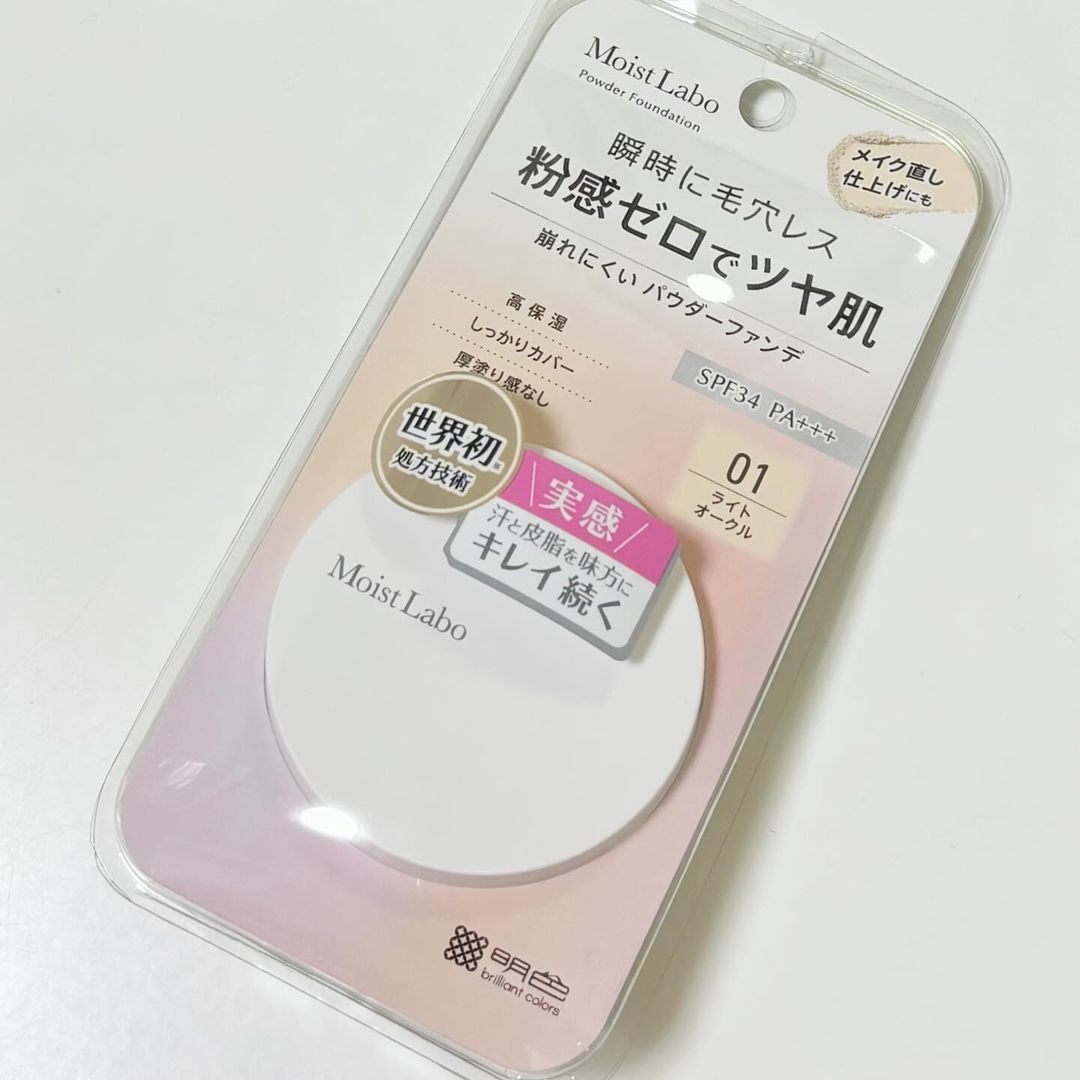 MoistLabo
Powder Foundation
メイク直し
仕上げにも
瞬時に毛穴レス
粉感ゼロでツヤ肌
崩れにくい パウダーファンデ
高保湿
しっかりカバー
厚塗り感なし
SPF34 PA+++
01
ライト
オークル
世界初※
処方技術
\実感/
汗と皮脂を味方に
キレイ続く
MoistLabo
明色
brilliant colors